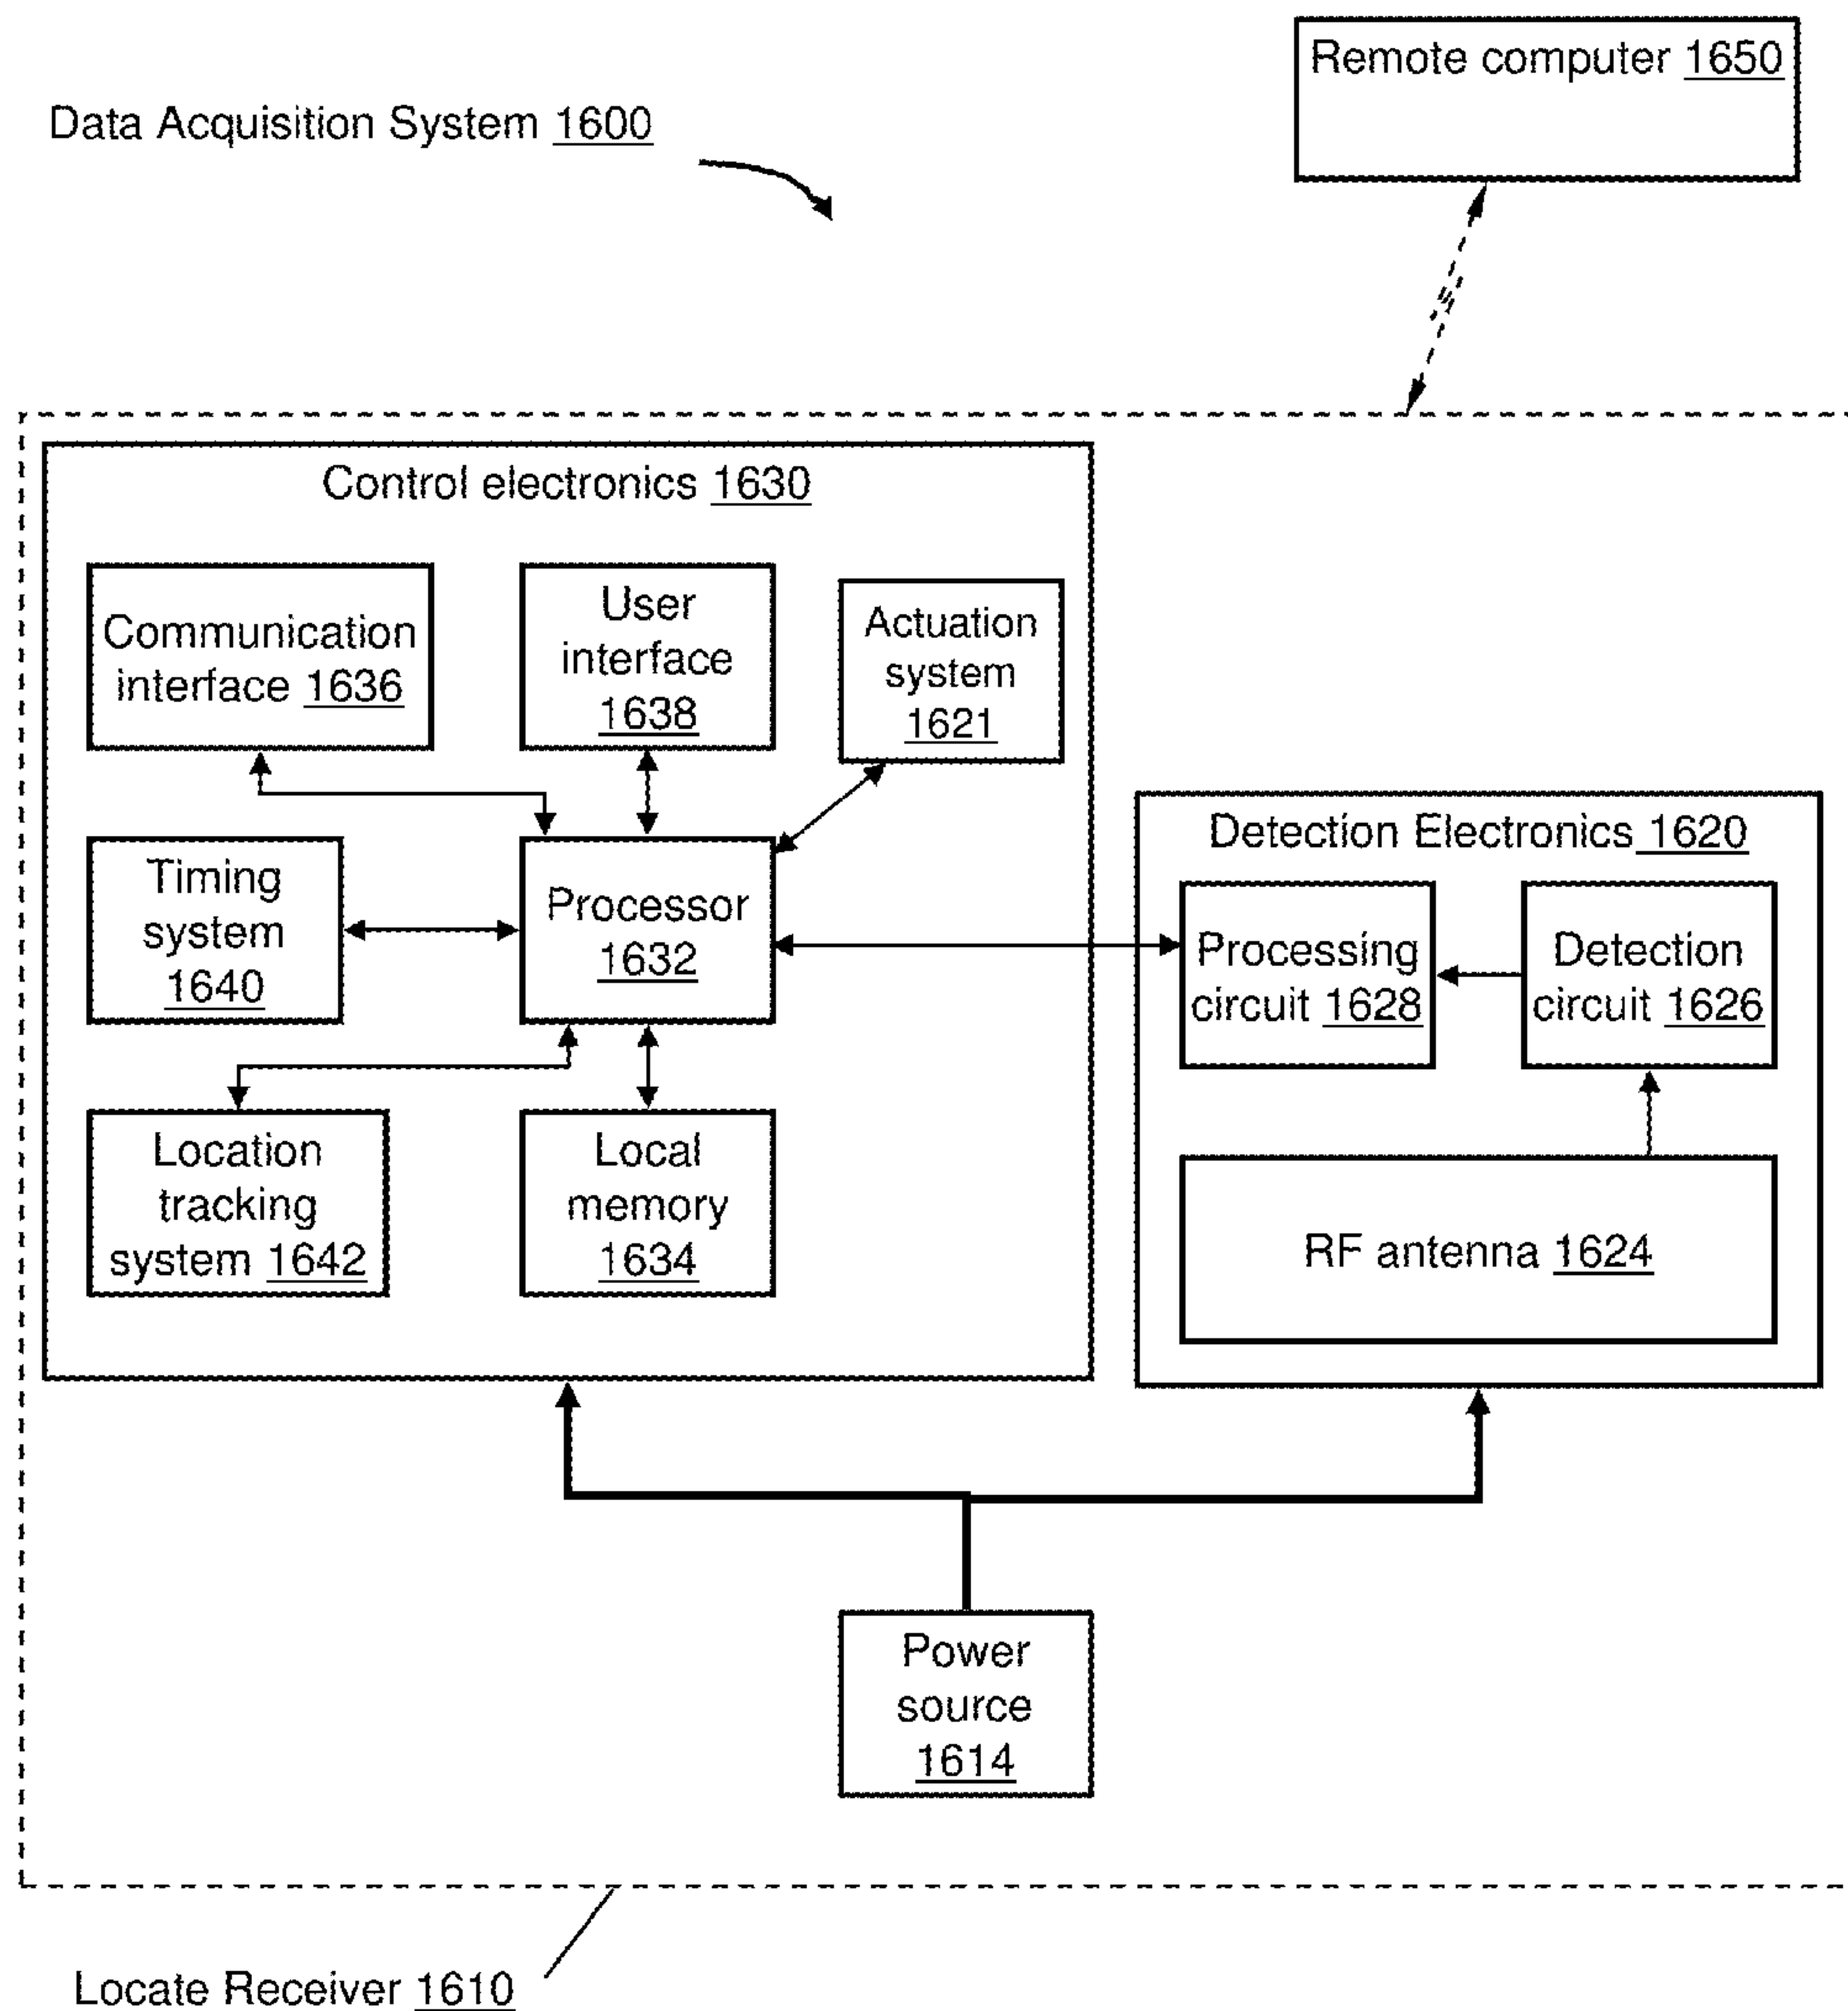 Remote computer 1650
Data Acquisition System 1600
Control electronics 1630
Communication
interface 1636
User
interface
1638
Actuation
system
1621
Timing
system
1640
Processor
1632
Location
tracking
system 1642
Local
memory
1634
Detection Electronics 1620
Processing
circuit 1628
Detection
circuit 1626
RF antenna 1624
Power
source
1614
Locate Receiver 1610